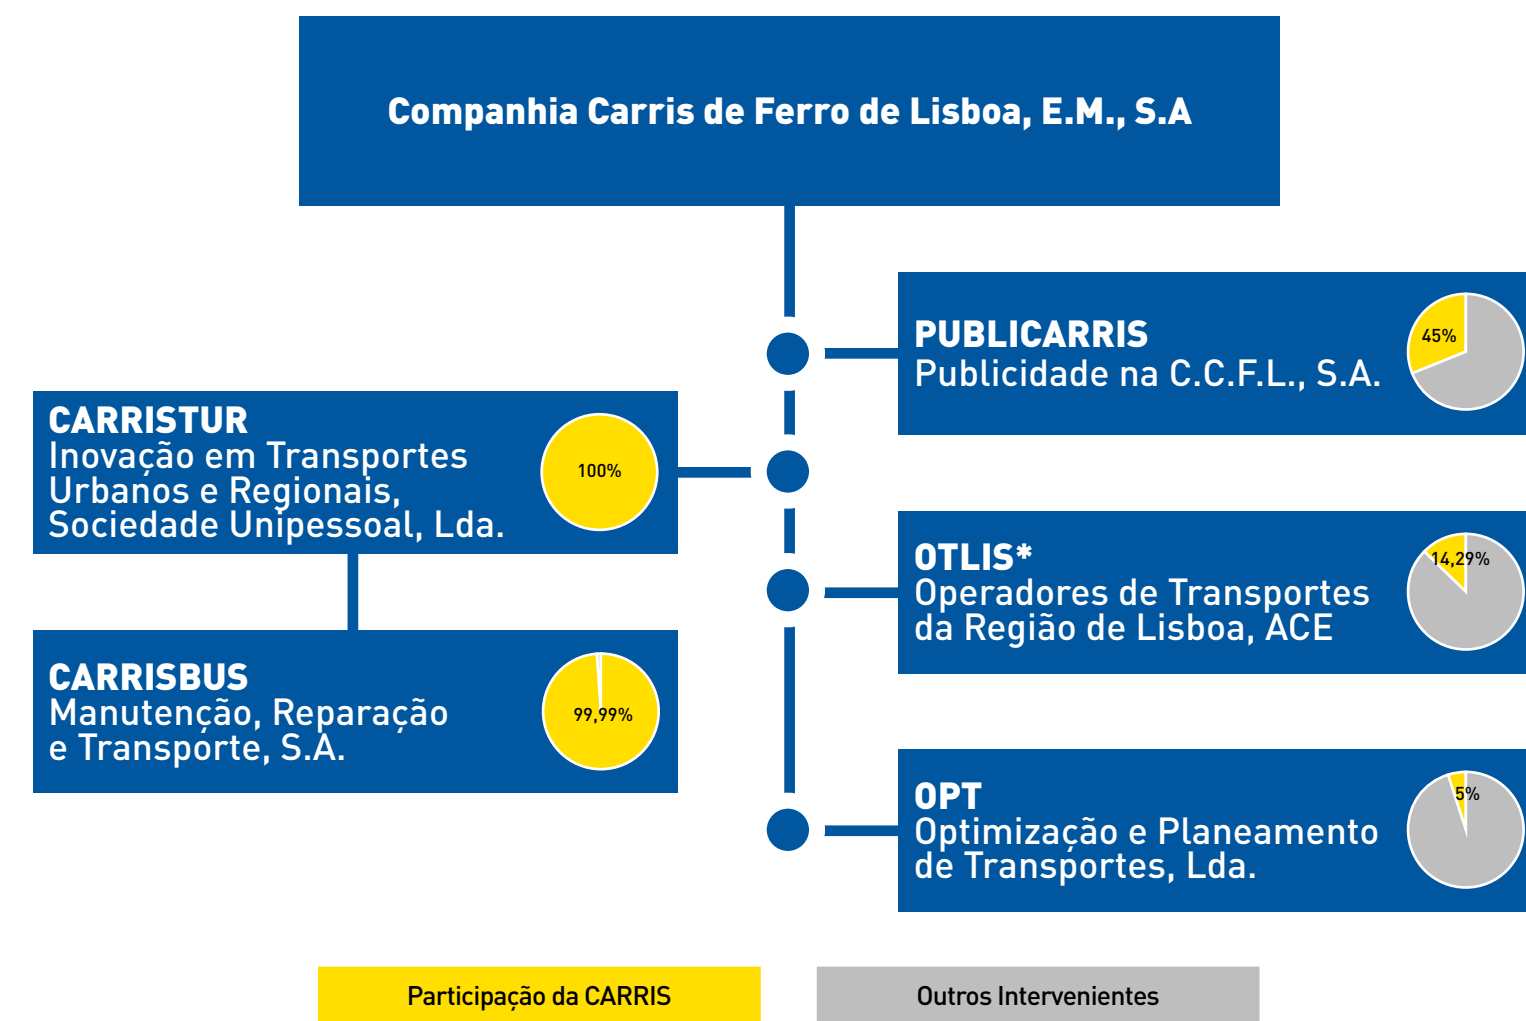 Companhia Carris de Ferro de Lisboa, E.M., S.A
PUBLICARRIS
Publicidade na C.C.F.L., S.A.
45%
CARRISTUR
Inovação em Transportes
Urbanos e Regionais,
Sociedade Unipessoal, Lda.
100%
OTLIS*
Operadores de Transportes
da Região de Lisboa, ACE
14,29%
CARRISBUS
Manutenção, Reparação
e Transporte, S.A.
99,99%
OPT
Optimização e Planeamento
de Transportes, Lda.
5%
Participação da CARRIS
Outros Intervenientes